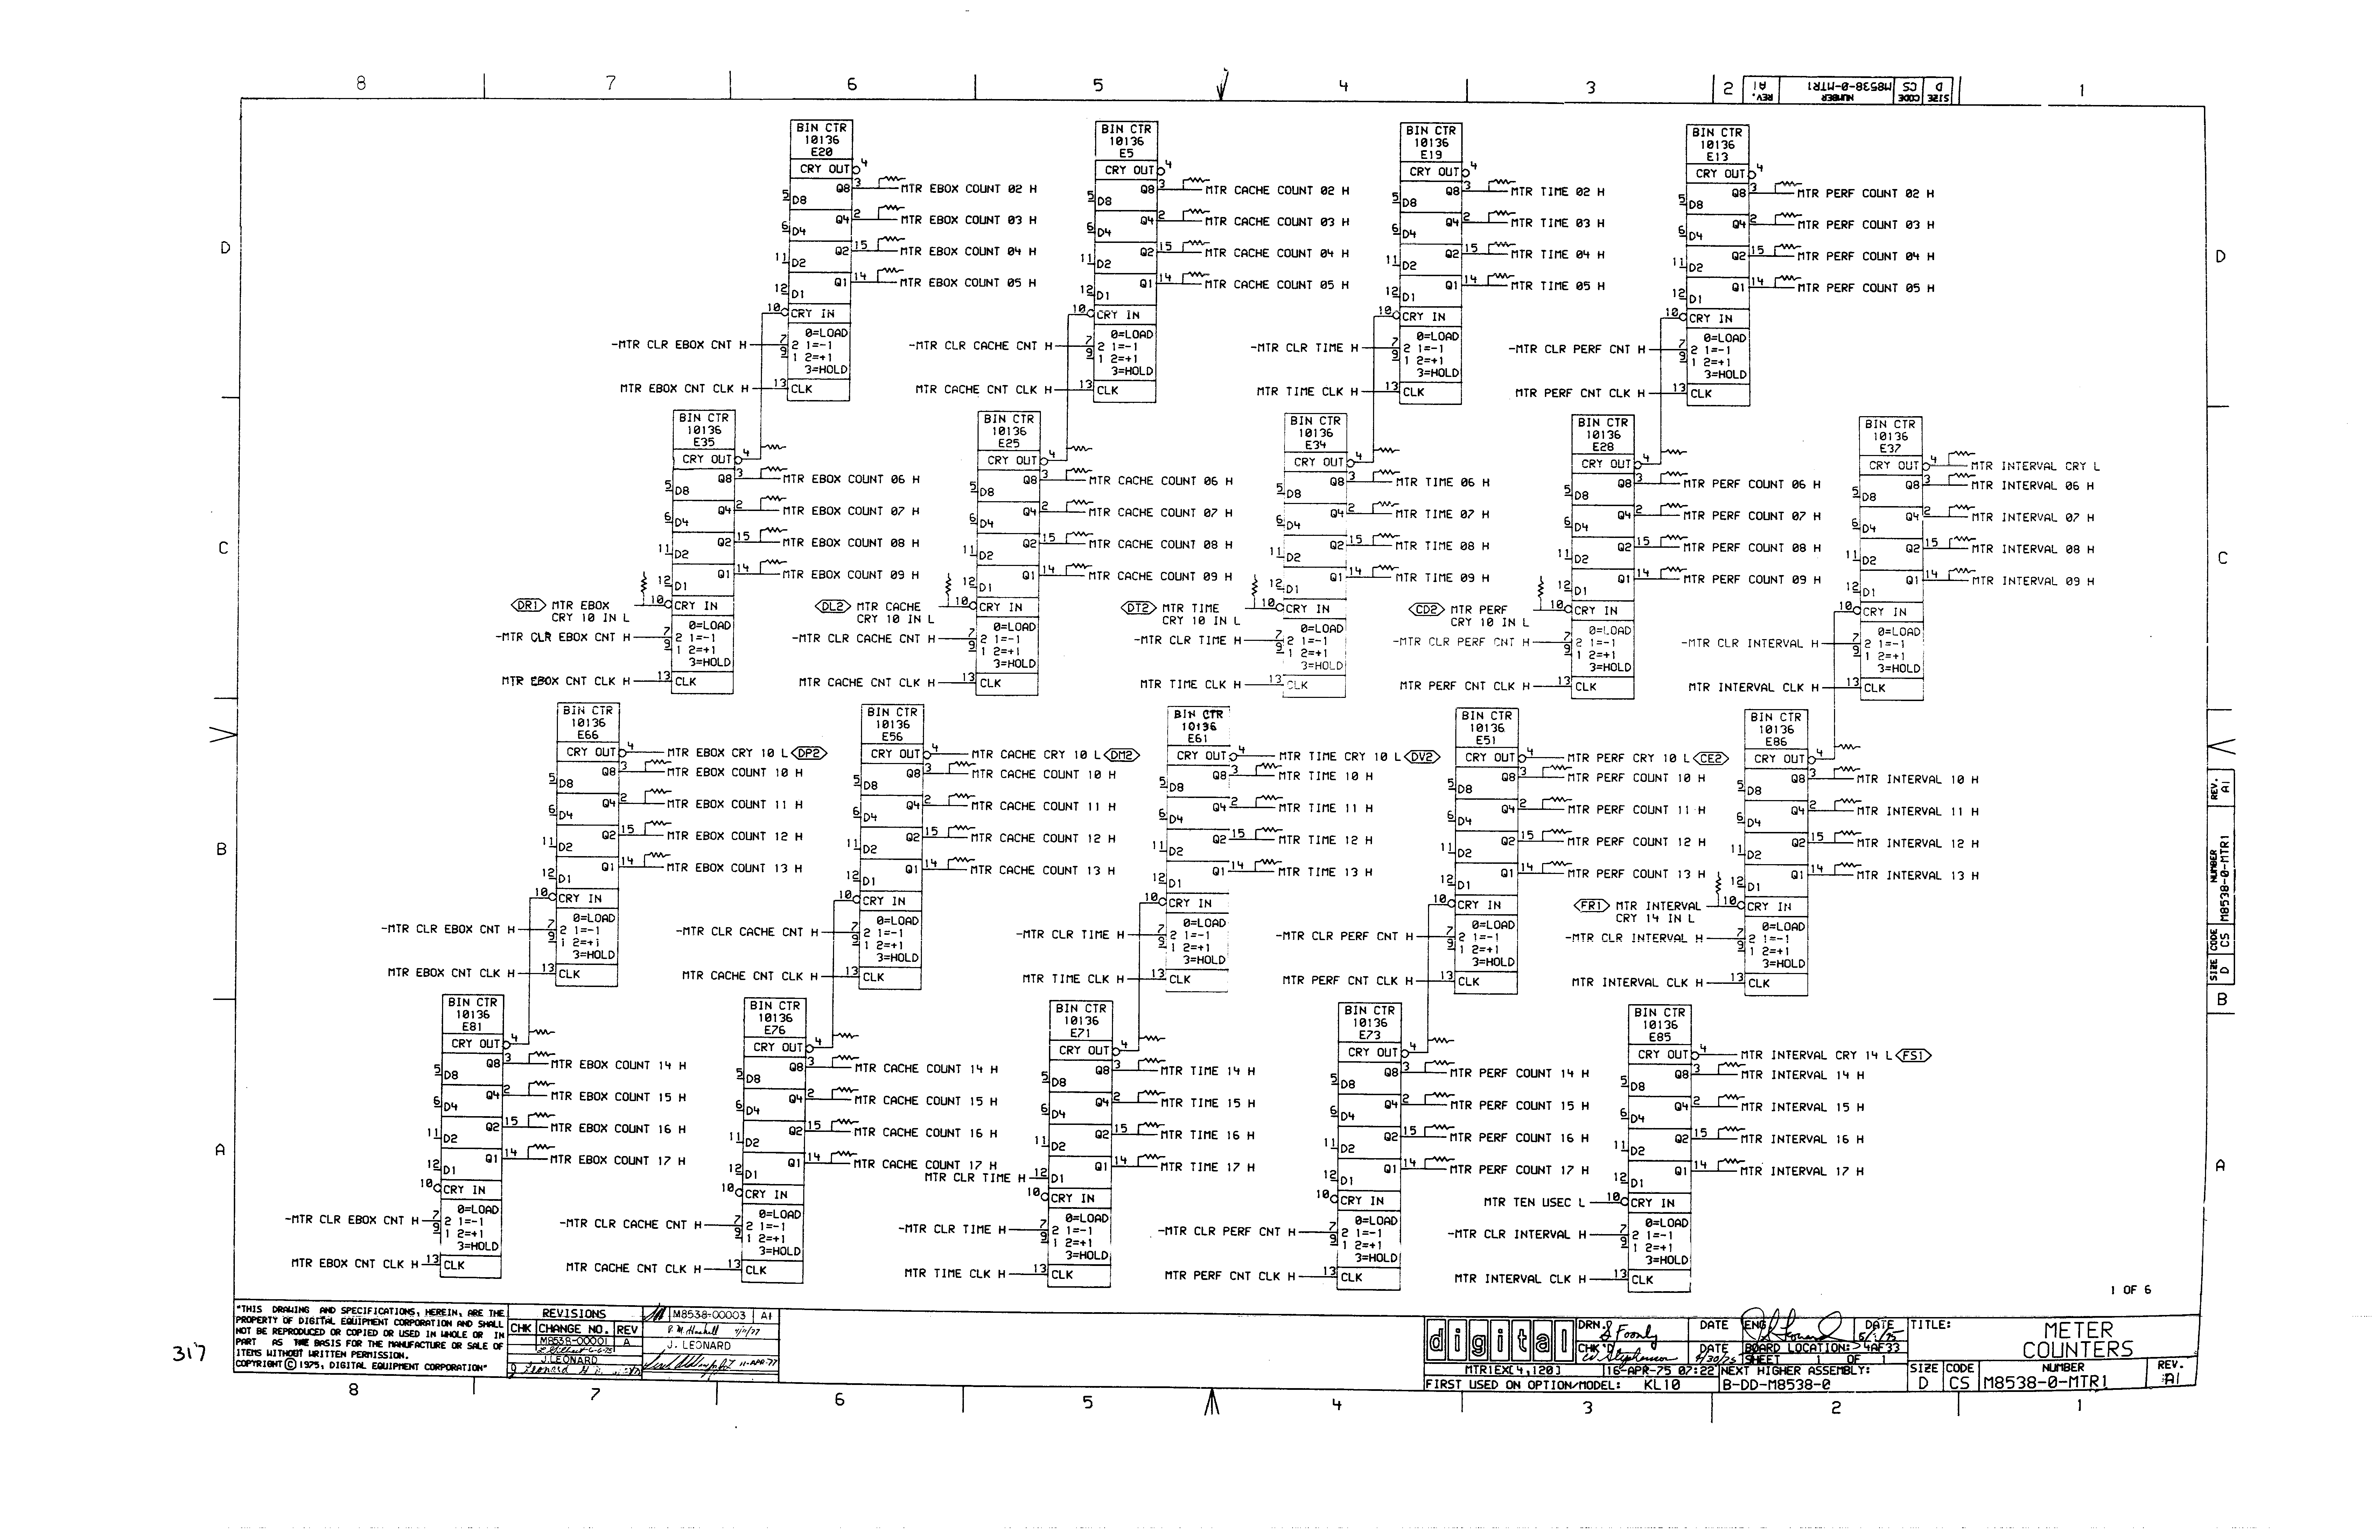 8 7 6 5 4 3 2 1
REV. A1
NUMBER M8538-0-MTR1
CODE CS
SIZE D
BIN CTR
10136
E20
CRY OUT 4
5 D8 Q8 3 MTR EBOX COUNT 02 H
6 D4 Q4 2 MTR EBOX COUNT 03 H
11 D2 Q2 15 MTR EBOX COUNT 04 H
12 D1 Q1 14 MTR EBOX COUNT 05 H
10 CRY IN
0=LOAD
-MTR CLR EBOX CNT H 7 2 1=-1
9 1 2=+1
3=HOLD
MTR EBOX CNT CLK H 13 CLK
BIN CTR
10136
E5
CRY OUT 4
5 D8 Q8 3 MTR CACHE COUNT 02 H
6 D4 Q4 2 MTR CACHE COUNT 03 H
11 D2 Q2 15 MTR CACHE COUNT 04 H
12 D1 Q1 14 MTR CACHE COUNT 05 H
10 CRY IN
0=LOAD
-MTR CLR CACHE CNT H 7 2 1=-1
9 1 2=+1
3=HOLD
MTR CACHE CNT CLK H 13 CLK
BIN CTR
10136
E19
CRY OUT 4
5 D8 Q8 3 MTR TIME 02 H
6 D4 Q4 2 MTR TIME 03 H
11 D2 Q2 15 MTR TIME 04 H
12 D1 Q1 14 MTR TIME 05 H
10 CRY IN
0=LOAD
-MTR CLR TIME H 7 2 1=-1
9 1 2=+1
3=HOLD
MTR TIME CLK H 13 CLK
BIN CTR
10136
E13
CRY OUT 4
5 D8 Q8 3 MTR PERF COUNT 02 H
6 D4 Q4 2 MTR PERF COUNT 03 H
11 D2 Q2 15 MTR PERF COUNT 04 H
12 D1 Q1 14 MTR PERF COUNT 05 H
10 CRY IN
0=LOAD
-MTR CLR PERF CNT H 7 2 1=-1
9 1 2=+1
3=HOLD
MTR PERF CNT CLK H 13 CLK
D D
BIN CTR
10136
E35
CRY OUT 4
5 D8 Q8 3 MTR EBOX COUNT 06 H
6 D4 Q4 2 MTR EBOX COUNT 07 H
11 D2 Q2 15 MTR EBOX COUNT 08 H
12 D1 Q1 14 MTR EBOX COUNT 09 H
DR1 MTR EBOX 10 CRY IN
CRY 10 IN L
0=LOAD
-MTR CLR EBOX CNT H 7 2 1=-1
9 1 2=+1
3=HOLD
MTR EBOX CNT CLK H 13 CLK
BIN CTR
10136
E25
CRY OUT 4
5 D8 Q8 3 MTR CACHE COUNT 06 H
6 D4 Q4 2 MTR CACHE COUNT 07 H
11 D2 Q2 15 MTR CACHE COUNT 08 H
12 D1 Q1 14 MTR CACHE COUNT 09 H
DL2 MTR CACHE 10 CRY IN
CRY 10 IN L
0=LOAD
-MTR CLR CACHE CNT H 7 2 1=-1
9 1 2=+1
3=HOLD
MTR CACHE CNT CLK H 13 CLK
BIN CTR
10136
E34
CRY OUT 4
5 D8 Q8 3 MTR TIME 06 H
6 D4 Q4 2 MTR TIME 07 H
11 D2 Q2 15 MTR TIME 08 H
12 D1 Q1 14 MTR TIME 09 H
DT2 MTR TIME 10 CRY IN
CRY 10 IN L
0=LOAD
-MTR CLR TIME H 7 2 1=-1
9 1 2=+1
3=HOLD
MTR TIME CLK H 13 CLK
BIN CTR
10136
E28
CRY OUT 4
5 D8 Q8 3 MTR PERF COUNT 06 H
6 D4 Q4 2 MTR PERF COUNT 07 H
11 D2 Q2 15 MTR PERF COUNT 08 H
12 D1 Q1 14 MTR PERF COUNT 09 H
CD2 MTR PERF 10 CRY IN
CRY 10 IN L
0=LOAD
-MTR CLR PERF CNT H 7 2 1=-1
9 1 2=+1
3=HOLD
MTR PERF CNT CLK H 13 CLK
BIN CTR
10136
E37
CRY OUT 4 MTR INTERVAL CRY L
5 D8 Q8 3 MTR INTERVAL 06 H
6 D4 Q4 2 MTR INTERVAL 07 H
11 D2 Q2 15 MTR INTERVAL 08 H
12 D1 Q1 14 MTR INTERVAL 09 H
10 CRY IN
0=LOAD
-MTR CLR INTERVAL H 7 2 1=-1
9 1 2=+1
3=HOLD
MTR INTERVAL CLK H 13 CLK
C C
BIN CTR
10136
E66
CRY OUT 4 MTR EBOX CRY 10 L DP2
5 D8 Q8 3 MTR EBOX COUNT 10 H
6 D4 Q4 2 MTR EBOX COUNT 11 H
11 D2 Q2 15 MTR EBOX COUNT 12 H
12 D1 Q1 14 MTR EBOX COUNT 13 H
10 CRY IN
0=LOAD
-MTR CLR EBOX CNT H 7 2 1=-1
9 1 2=+1
3=HOLD
MTR EBOX CNT CLK H 13 CLK
BIN CTR
10136
E56
CRY OUT 4 MTR CACHE CRY 10 L DM2
5 D8 Q8 3 MTR CACHE COUNT 10 H
6 D4 Q4 2 MTR CACHE COUNT 11 H
11 D2 Q2 15 MTR CACHE COUNT 12 H
12 D1 Q1 14 MTR CACHE COUNT 13 H
10 CRY IN
0=LOAD
-MTR CLR CACHE CNT H 7 2 1=-1
9 1 2=+1
3=HOLD
MTR CACHE CNT CLK H 13 CLK
BIN CTR
10136
E61
CRY OUT 4 MTR TIME CRY 10 L DV2
5 D8 Q8 3 MTR TIME 10 H
6 D4 Q4 2 MTR TIME 11 H
11 D2 Q2 15 MTR TIME 12 H
12 D1 Q1 14 MTR TIME 13 H
10 CRY IN
0=LOAD
-MTR CLR TIME H 7 2 1=-1
9 1 2=+1
3=HOLD
MTR TIME CLK H 13 CLK
BIN CTR
10136
E51
CRY OUT 4 MTR PERF CRY 10 L CE2
5 D8 Q8 3 MTR PERF COUNT 10 H
6 D4 Q4 2 MTR PERF COUNT 11 H
11 D2 Q2 15 MTR PERF COUNT 12 H
12 D1 Q1 14 MTR PERF COUNT 13 H
10 CRY IN
0=LOAD
-MTR CLR PERF CNT H 7 2 1=-1
9 1 2=+1
3=HOLD
MTR PERF CNT CLK H 13 CLK
BIN CTR
10136
E86
CRY OUT 4
5 D8 Q8 3 MTR INTERVAL 10 H
6 D4 Q4 2 MTR INTERVAL 11 H
11 D2 Q2 15 MTR INTERVAL 12 H
12 D1 Q1 14 MTR INTERVAL 13 H
FR1 MTR INTERVAL 10 CRY IN
CRY 14 IN L
0=LOAD
-MTR CLR INTERVAL H 7 2 1=-1
9 1 2=+1
3=HOLD
MTR INTERVAL CLK H 13 CLK
B B
REV. A1
NUMBER M8538-0-MTR1
CODE CS
SIZE D
BIN CTR
10136
E81
CRY OUT 4
5 D8 Q8 3 MTR EBOX COUNT 14 H
6 D4 Q4 2 MTR EBOX COUNT 15 H
11 D2 Q2 15 MTR EBOX COUNT 16 H
12 D1 Q1 14 MTR EBOX COUNT 17 H
10 CRY IN
0=LOAD
-MTR CLR EBOX CNT H 7 2 1=-1
9 1 2=+1
3=HOLD
MTR EBOX CNT CLK H 13 CLK
BIN CTR
10136
E76
CRY OUT 4
5 D8 Q8 3 MTR CACHE COUNT 14 H
6 D4 Q4 2 MTR CACHE COUNT 15 H
11 D2 Q2 15 MTR CACHE COUNT 16 H
12 D1 Q1 14 MTR CACHE COUNT 17 H
10 CRY IN
0=LOAD
-MTR CLR CACHE CNT H 7 2 1=-1
9 1 2=+1
3=HOLD
MTR CACHE CNT CLK H 13 CLK
BIN CTR
10136
E71
CRY OUT 4
5 D8 Q8 3 MTR TIME 14 H
6 D4 Q4 2 MTR TIME 15 H
11 D2 Q2 15 MTR TIME 16 H
Q1 14 MTR TIME 17 H
MTR CLR TIME H 12 D1
10 CRY IN
0=LOAD
-MTR CLR TIME H 7 2 1=-1
9 1 2=+1
3=HOLD
MTR TIME CLK H 13 CLK
BIN CTR
10136
E73
CRY OUT 4
5 D8 Q8 3 MTR PERF COUNT 14 H
6 D4 Q4 2 MTR PERF COUNT 15 H
11 D2 Q2 15 MTR PERF COUNT 16 H
12 D1 Q1 14 MTR PERF COUNT 17 H
10 CRY IN
0=LOAD
-MTR CLR PERF CNT H 7 2 1=-1
9 1 2=+1
3=HOLD
MTR PERF CNT CLK H 13 CLK
BIN CTR
10136
E85
CRY OUT 4 MTR INTERVAL CRY 14 L FS1
5 D8 Q8 3 MTR INTERVAL 14 H
6 D4 Q4 2 MTR INTERVAL 15 H
11 D2 Q2 15 MTR INTERVAL 16 H
12 D1 Q1 14 MTR INTERVAL 17 H
MTR TEN USEC L 10 CRY IN
0=LOAD
-MTR CLR INTERVAL H 7 2 1=-1
9 1 2=+1
3=HOLD
MTR INTERVAL CLK H 13 CLK
A A
1 OF 6
317
"THIS DRAWING AND SPECIFICATIONS, HEREIN, ARE THE
PROPERTY OF DIGITAL EQUIPMENT CORPORATION AND SHALL
NOT BE REPRODUCED OR COPIED OR USED IN WHOLE OR IN
PART AS THE BASIS FOR THE MANUFACTURE OR SALE OF
ITEMS WITHOUT WRITTEN PERMISSION.
COPYRIGHT © 1975, DIGITAL EQUIPMENT CORPORATION"
REVISIONS
CHK CHANGE NO. REV
M8538-00001 A
J.LEONARD
J Leonard
M8538-00003 A1
J. LEONARD
11-APR-77
digital
DRN. Foonly DATE
CHK'D Stephenson DATE 4/30/75
ENG. DATE 5/1/75
BOARD LOCATION: 4AF33
SHEET 1 OF 1
MTR1EX[4,120] 16-APR-75 07:22 NEXT HIGHER ASSEMBLY:
FIRST USED ON OPTION/MODEL: KL10 B-DD-M8538-0
TITLE:
METER
COUNTERS
SIZE CODE NUMBER REV.
D CS M8538-0-MTR1 A1
8 7 6 5 4 3 2 1